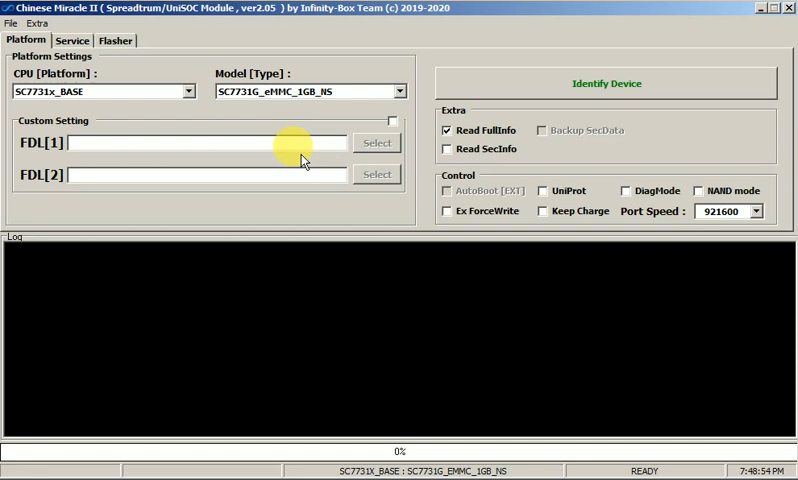 Chinese Miracle II ( Spreadtrum/UniSOC Module , ver2.05 ) by Infinity-Box Team (c) 2019-2020
File Extra
Platform Service Flasher
Platform Settings
CPU [Platform] : Model [Type] :
SC7731x_BASE SC7731G_eMMC_1GB_NS
Custom Setting
FDL[1] Select
FDL[2] Select
Identify Device
Extra
Read FullInfo Backup SecData
Read SecInfo
Control
AutoBoot [EXT] UniProt DiagMode NAND mode
Ex ForceWrite Keep Charge Port Speed : 921600
Log
0%
SC7731X_BASE : SC7731G_EMMC_1GB_NS READY 7:48:54 PM